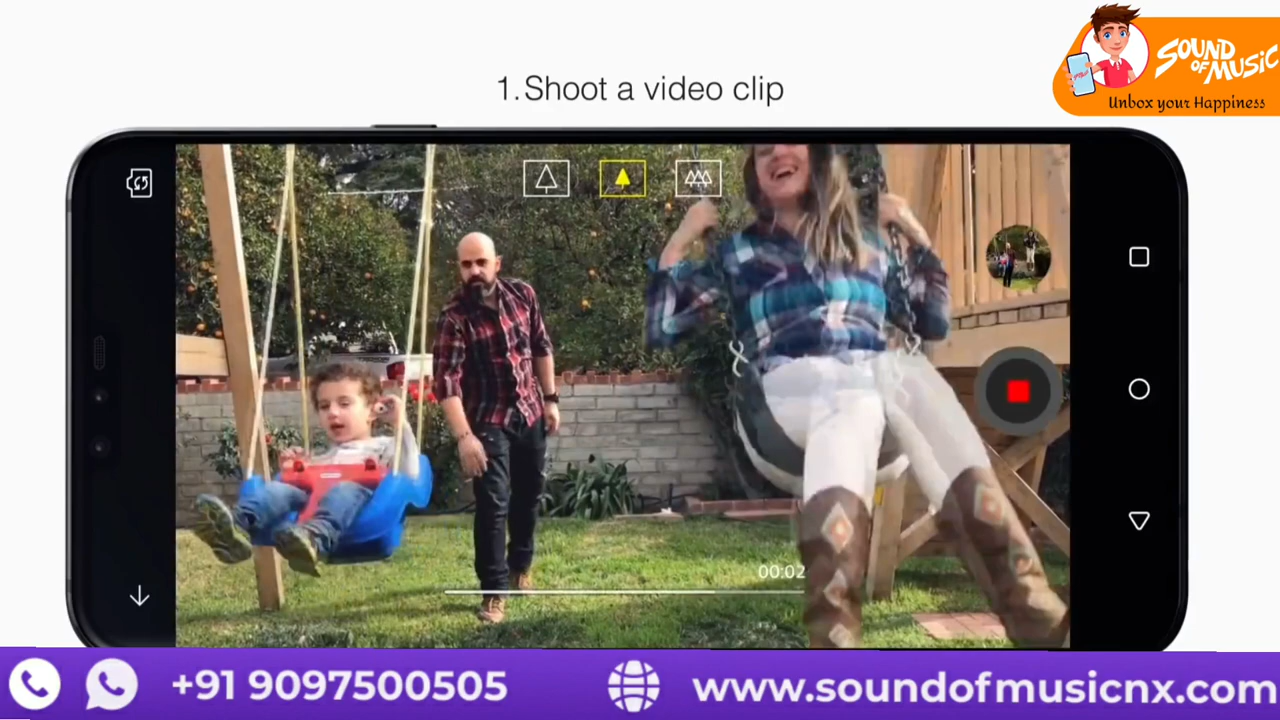 1.Shoot a video clip
SOUND
OF MUSiC
Unbox your Happiness
00:02
+91 9097500505
www.soundofmusicnx.com